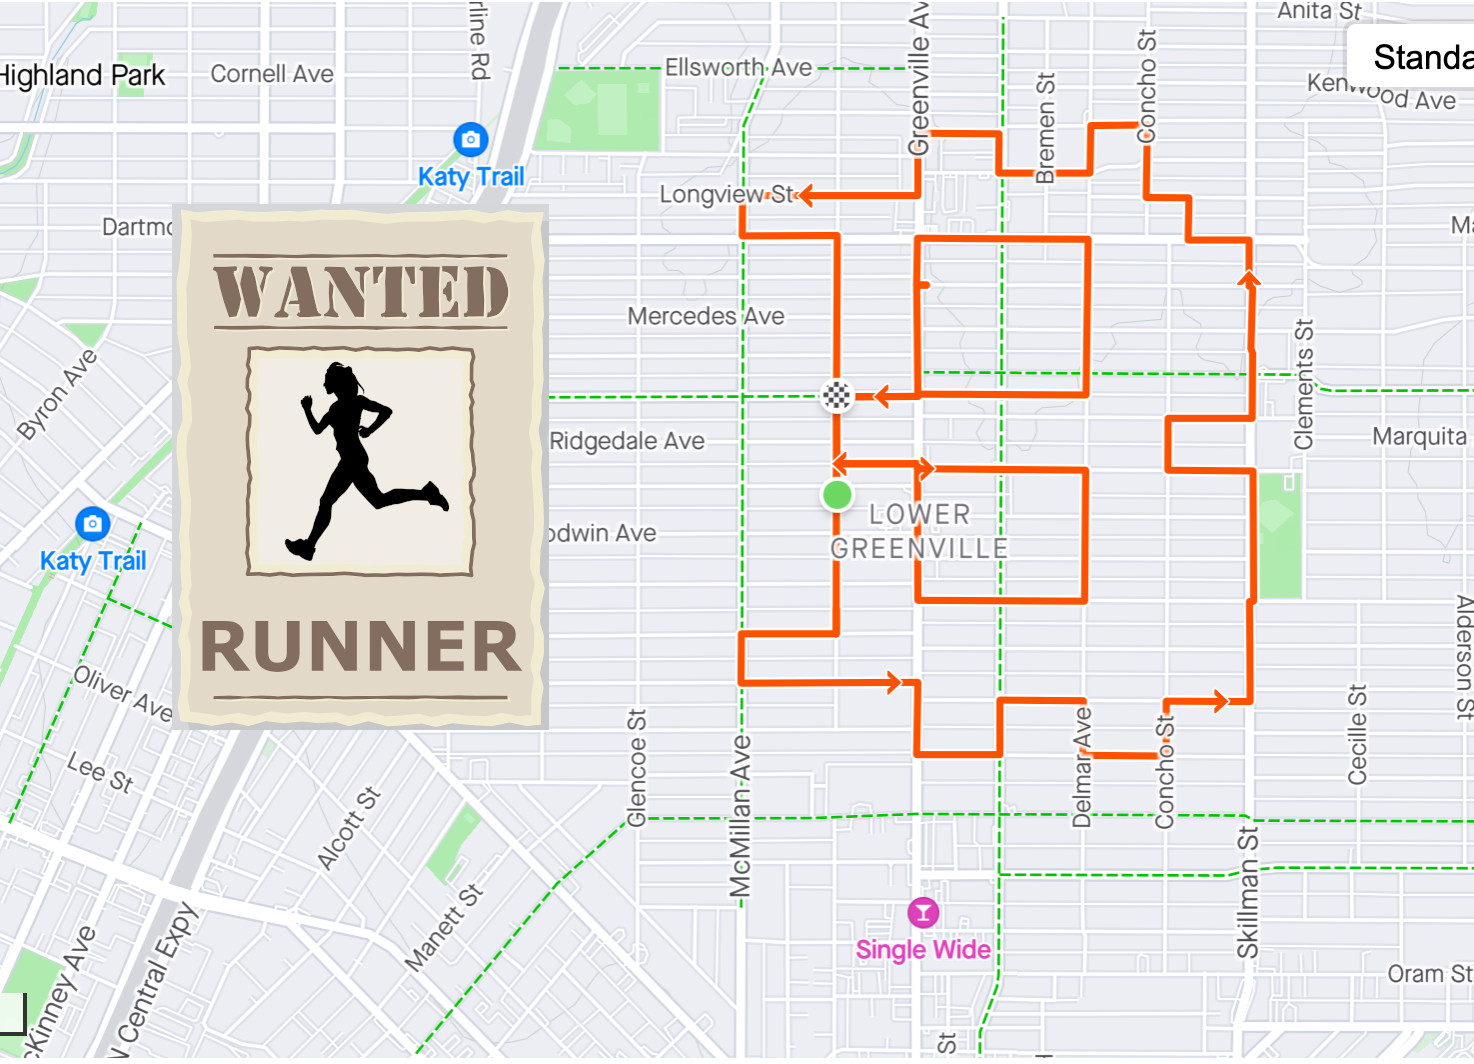 Anita St
Standa
Highland Park
Cornell Ave
rline Rd
Ellsworth Ave
Greenville Av
Bremen St
Concho St
Kenwood Ave
Katy Trail
Longview St
Dartmo
Ma
WANTED
RUNNER
Mercedes Ave
Clements St
Byron Ave
Ridgedale Ave
Marquita
LOWER
GREENVILLE
odwin Ave
Katy Trail
Alderson St
Oliver Ave
Cecille St
Glencoe St
McMillan Ave
Delmar Ave
Concho St
Lee St
Alcott St
Skillman St
Manett St
Single Wide
Oram St
cKinney Ave
N Central Expy
St
H